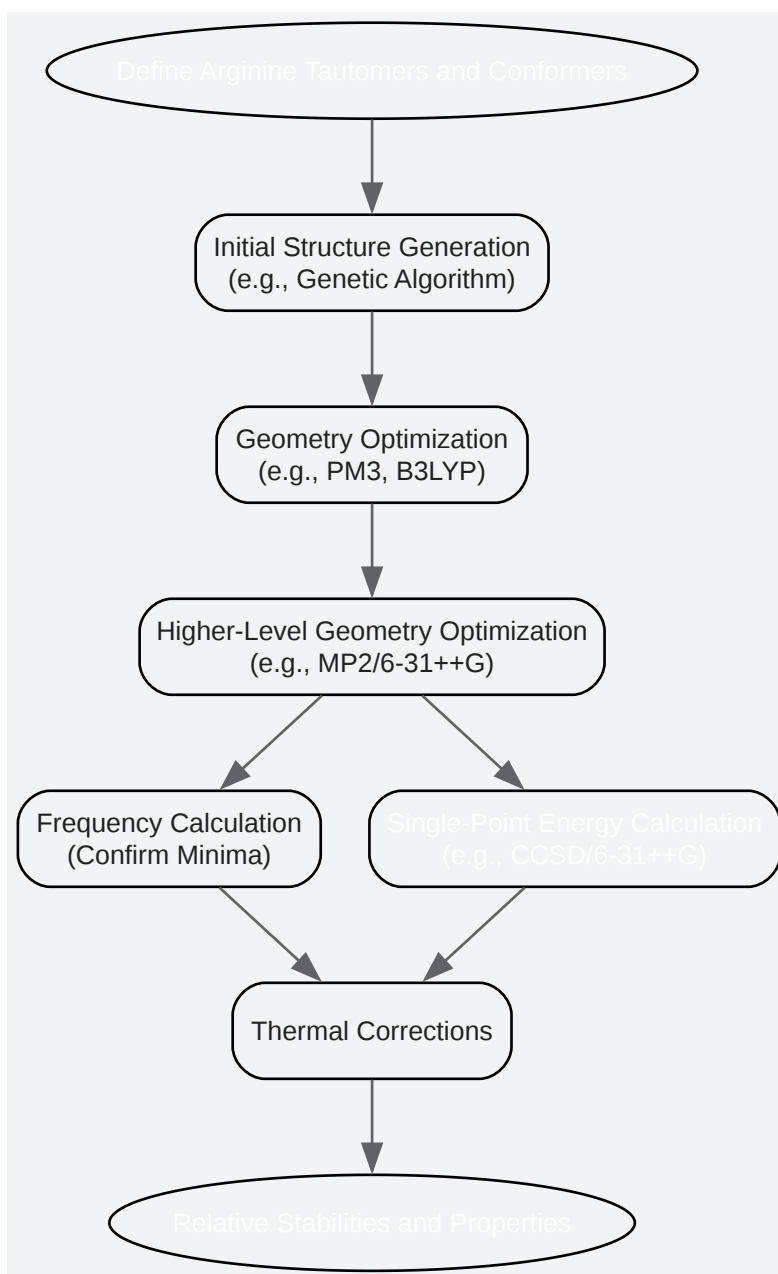 Define Arginine Tautomers and Conformers
Initial Structure Generation
(e.g., Genetic Algorithm)
Geometry Optimization
(e.g., PM3, B3LYP)
Higher-Level Geometry Optimization
(e.g., MP2/6-31++G)
Frequency Calculation
(Confirm Minima)
Single-Point Energy Calculation
(e.g., CCSD/6-31++G)
Thermal Corrections
Relative Stabilities and Properties